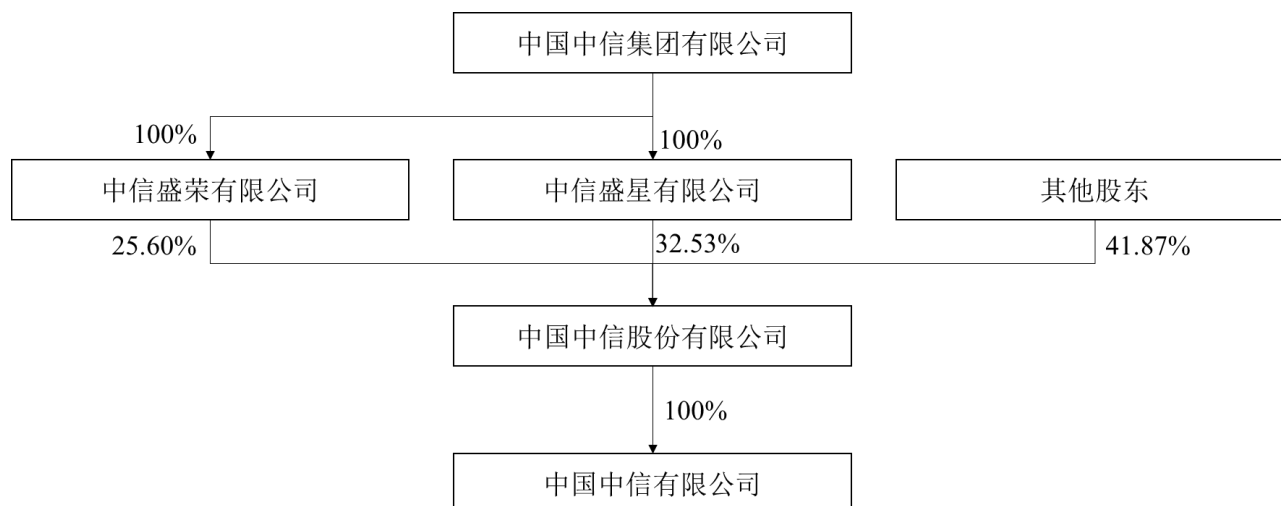 中国中信集团有限公司
100%
100%
中信盛荣有限公司
中信盛星有限公司
其他股东
25.60%
32.53%
41.87%
中国中信股份有限公司
100%
中国中信有限公司